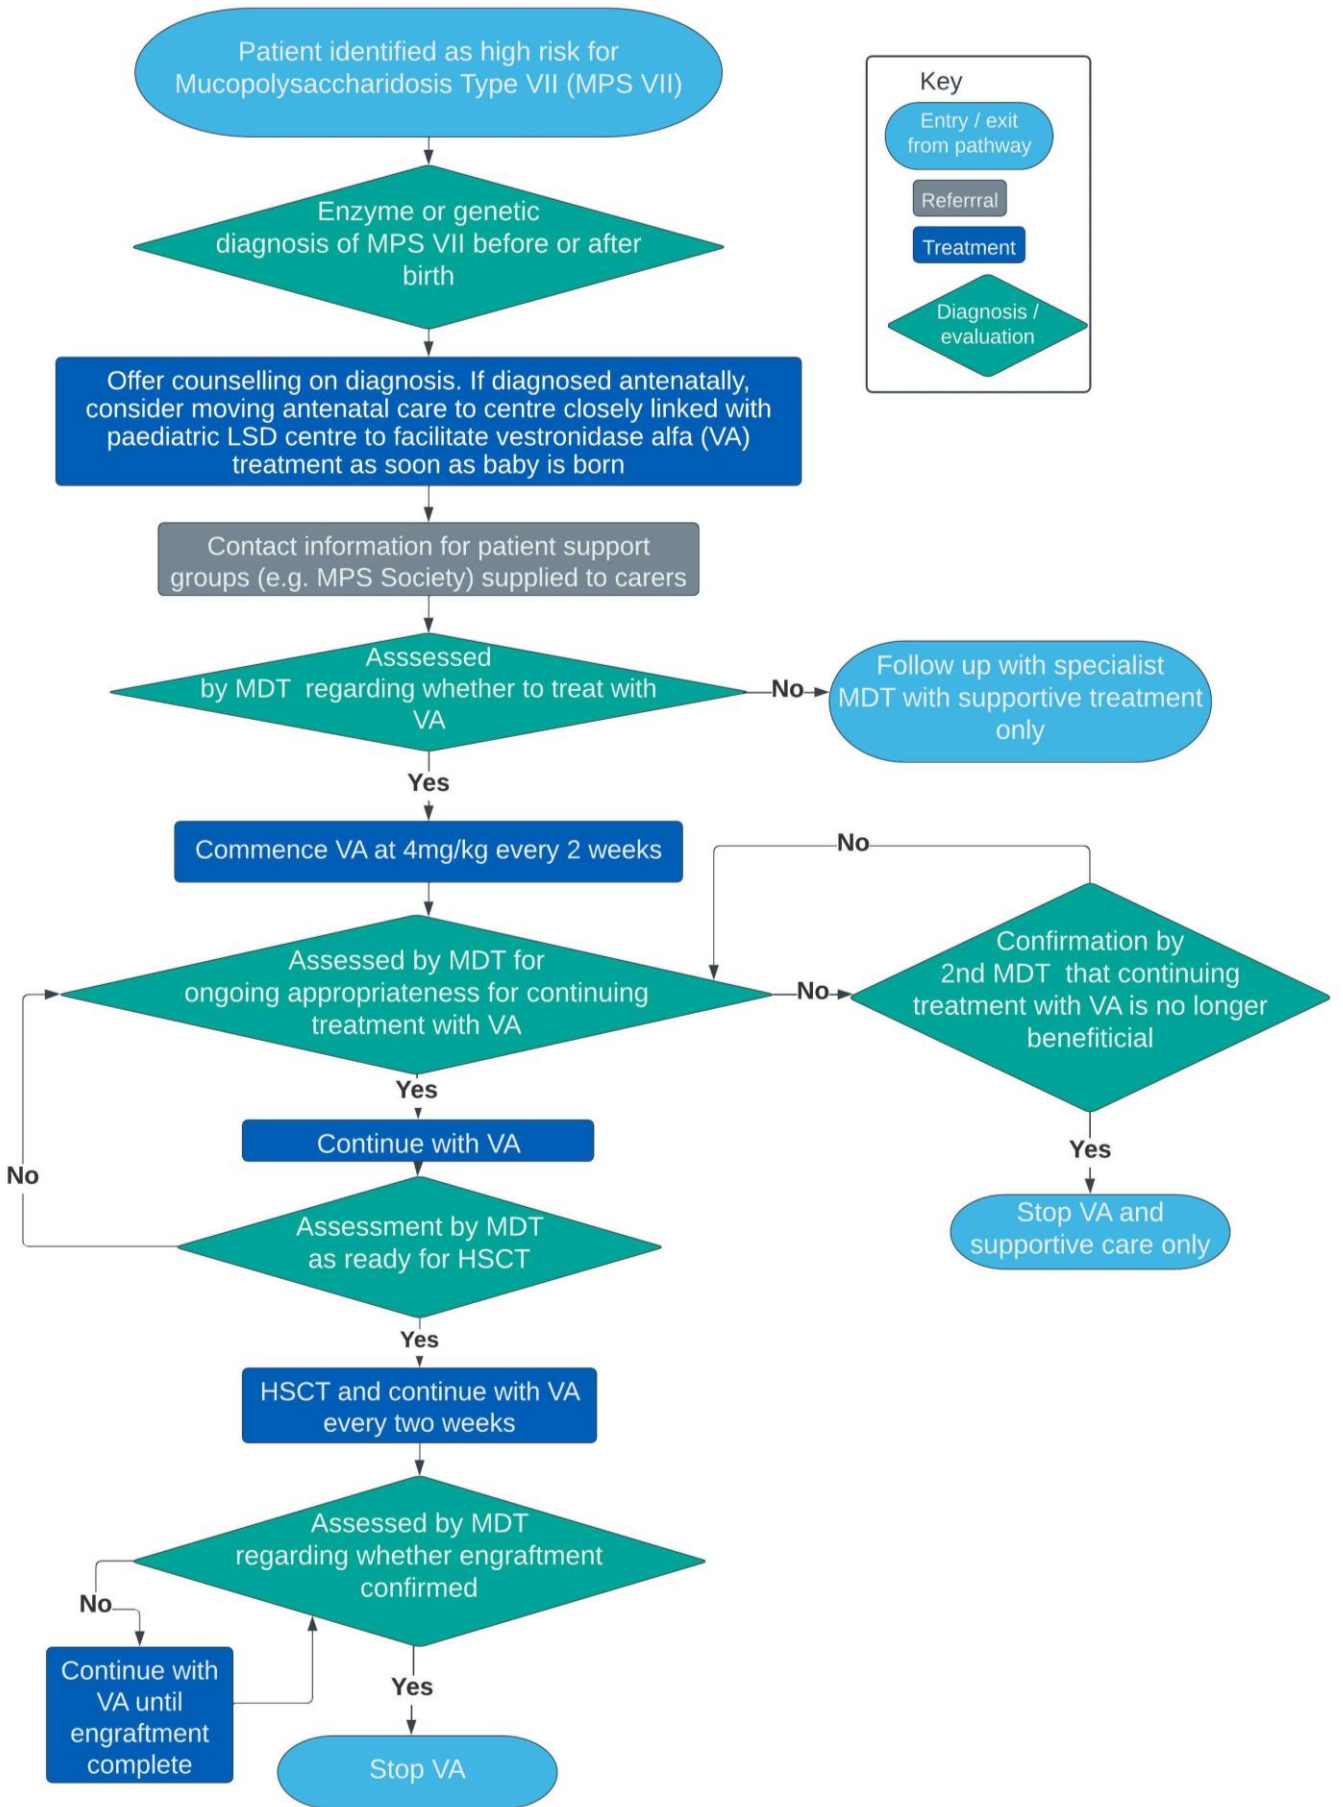 Patient identified as high risk for
Mucopolysaccharidosis Type VII (MPS VII)
Key
Entry / exit
from pathway
Referrral
Treatment
Diagnosis /
evaluation
Enzyme or genetic
diagnosis of MPS VII before or after
birth
Offer counselling on diagnosis. If diagnosed antenatally,
consider moving antenatal care to centre closely linked with
paediatric LSD centre to facilitate vestronidase alfa (VA)
treatment as soon as baby is born
Contact information for patient support
groups (e.g. MPS Society) supplied to carers
Asssessed
by MDT regarding whether to treat with
VA
No
Follow up with specialist
MDT with supportive treatment
only
Yes
Commence VA at 4mg/kg every 2 weeks
No
Assessed by MDT for
ongoing appropriateness for continuing
treatment with VA
No
Confirmation by
2nd MDT that continuing
treatment with VA is no longer
benefiticial
Yes
Continue with VA
Yes
Stop VA and
supportive care only
No
Assessment by MDT
as ready for HSCT
Yes
HSCT and continue with VA
every two weeks
Assessed by MDT
regarding whether engraftment
confirmed
No
Continue with
VA until
engraftment
complete
Yes
Stop VA